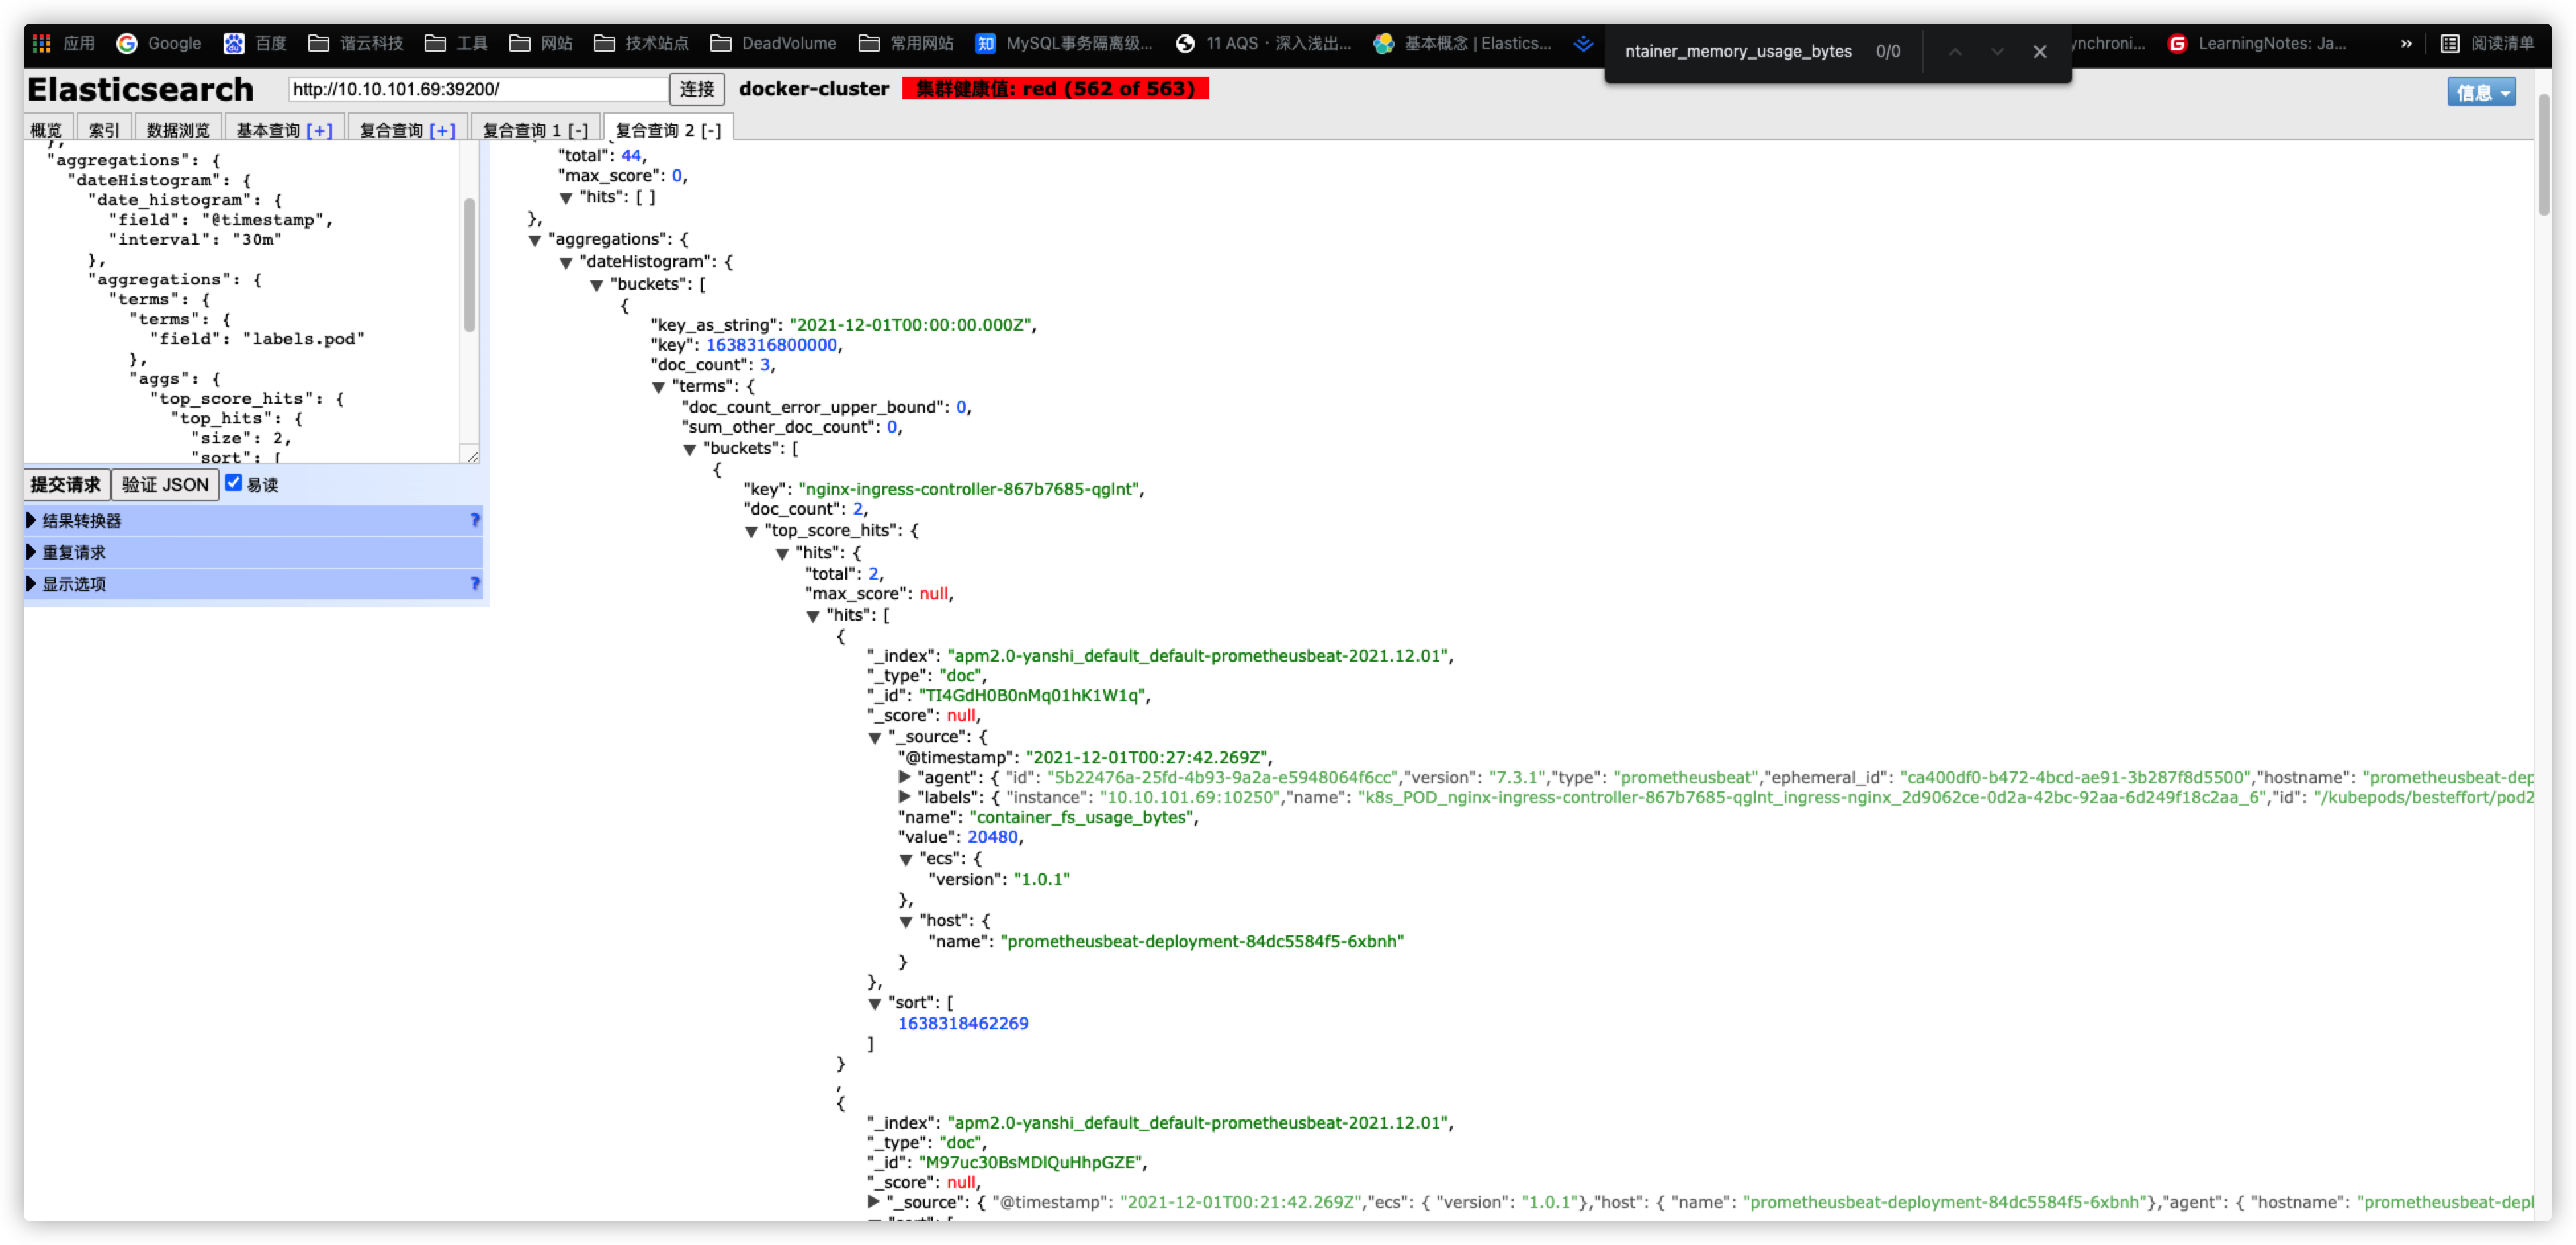 应用 Google 百度 谐云科技 工具 网站 技术站点 DeadVolume 常用网站 MySQL事务隔离级... 11 AQS · 深入浅出... 基本概念 | Elastics... ynchroni... LearningNotes: Ja... » 阅读清单
ntainer_memory_usage_bytes 0/0
Elasticsearch http://10.10.101.69:39200/ 连接 docker-cluster 集群健康值: red (562 of 563) 信息
概览 索引 数据浏览 基本查询 [+] 复合查询 [+] 复合查询 1 [-] 复合查询 2 [-]
},
"aggregations": {
"dateHistogram": {
"date_histogram": {
"field": "@timestamp",
"interval": "30m"
},
"aggregations": {
"terms": {
"terms": {
"field": "labels.pod"
},
"aggs": {
"top_score_hits": {
"top_hits": {
"size": 2,
"sort": [
提交请求 验证 JSON 易读
结果转换器 ?
重复请求
显示选项 ?
"total": 44,
"max_score": 0,
"hits": [ ]
},
"aggregations": {
"dateHistogram": {
"buckets": [
{
"key_as_string": "2021-12-01T00:00:00.000Z",
"key": 1638316800000,
"doc_count": 3,
"terms": {
"doc_count_error_upper_bound": 0,
"sum_other_doc_count": 0,
"buckets": [
{
"key": "nginx-ingress-controller-867b7685-qglnt",
"doc_count": 2,
"top_score_hits": {
"hits": {
"total": 2,
"max_score": null,
"hits": [
{
"_index": "apm2.0-yanshi_default_default-prometheusbeat-2021.12.01",
"_type": "doc",
"_id": "TI4GdH0B0nMq01hK1W1q",
"_score": null,
"_source": {
"@timestamp": "2021-12-01T00:27:42.269Z",
"agent": { "id": "5b22476a-25fd-4b93-9a2a-e5948064f6cc","version": "7.3.1","type": "prometheusbeat","ephemeral_id": "ca400df0-b472-4bcd-ae91-3b287f8d5500","hostname": "prometheusbeat-dep
"labels": { "instance": "10.10.101.69:10250","name": "k8s_POD_nginx-ingress-controller-867b7685-qglnt_ingress-nginx_2d9062ce-0d2a-42bc-92aa-6d249f18c2aa_6","id": "/kubepods/besteffort/pod2
"name": "container_fs_usage_bytes",
"value": 20480,
"ecs": {
"version": "1.0.1"
},
"host": {
"name": "prometheusbeat-deployment-84dc5584f5-6xbnh"
}
},
"sort": [
1638318462269
]
}
,
{
"_index": "apm2.0-yanshi_default_default-prometheusbeat-2021.12.01",
"_type": "doc",
"_id": "M97uc30BsMDlQuHhpGZE",
"_score": null,
"_source": { "@timestamp": "2021-12-01T00:21:42.269Z","ecs": { "version": "1.0.1"},"host": { "name": "prometheusbeat-deployment-84dc5584f5-6xbnh"},"agent": { "hostname": "prometheusbeat-depl